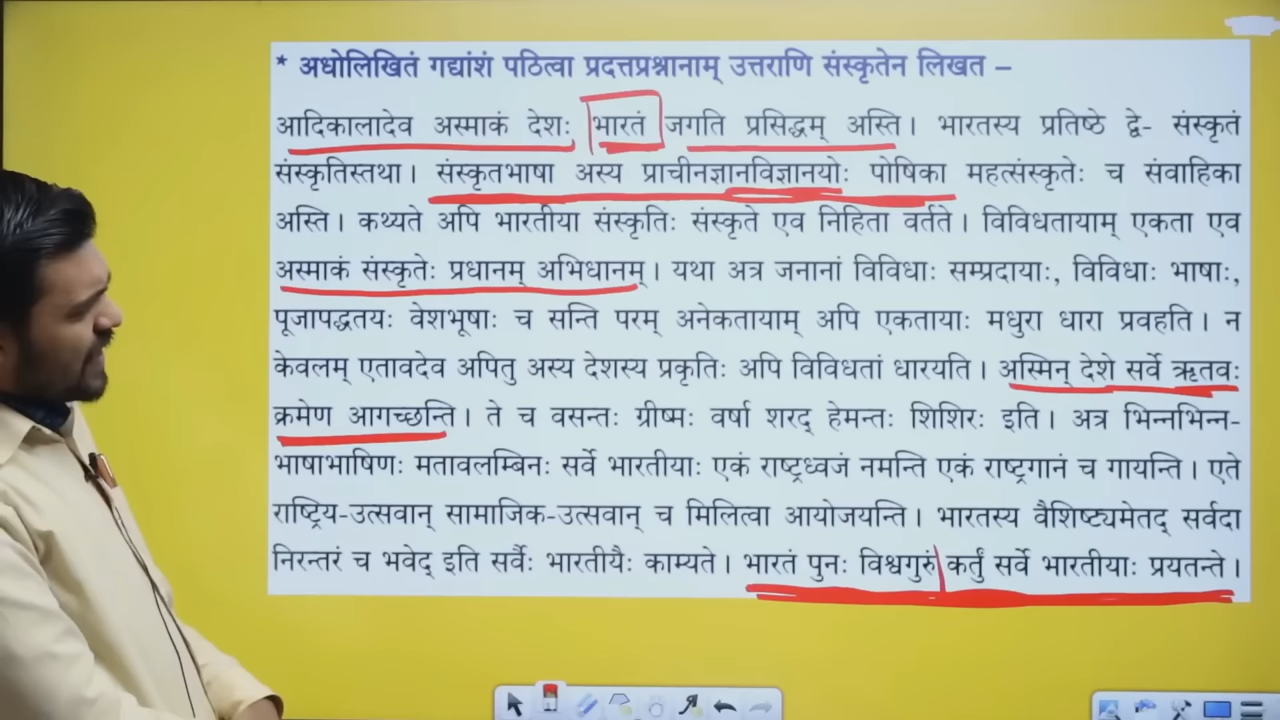 * अधोलिखितं गद्यांशं पठित्वा प्रदत्तप्रश्नानाम् उत्तराणि संस्कृतेन लिखत –
आदिकालादेव अस्माकं देशः भारतं जगति प्रसिद्धम् अस्ति। भारतस्य प्रतिष्ठे द्वे- संस्कृतं
संस्कृतिस्तथा। संस्कृतभाषा अस्य प्राचीनज्ञानविज्ञानयोः पोषिका महत्संस्कृतेः च संवाहिका
अस्ति। कथ्यते अपि भारतीया संस्कृतिः संस्कृते एव निहिता वर्तते। विविधतायाम् एकता एव
अस्माकं संस्कृतेः प्रधानम् अभिधानम्। यथा अत्र जनानां विविधाः सम्प्रदायाः, विविधाः भाषाः,
पूजापद्धतयः वेशभूषाः च सन्ति परम् अनेकतायाम् अपि एकतायाः मधुरा धारा प्रवहति। न
केवलम् एतावदेव अपितु अस्य देशस्य प्रकृतिः अपि विविधतां धारयति। अस्मिन् देशे सर्वे ऋतवः
क्रमेण आगच्छन्ति। ते च वसन्तः ग्रीष्मः वर्षा शरद् हेमन्तः शिशिरः इति। अत्र भिन्नभिन्न-
भाषाभाषिणः मतावलम्बिनः सर्वे भारतीयाः एकं राष्ट्रध्वजं नमन्ति एकं राष्ट्रगानं च गायन्ति। एते
राष्ट्रिय-उत्सवान् सामाजिक-उत्सवान् च मिलित्वा आयोजयन्ति। भारतस्य वैशिष्ट्यमेतद् सर्वदा
निरन्तरं च भवेद् इति सर्वैः भारतीयैः काम्यते। भारतं पुनः विश्वगुरुं कर्तुं सर्वे भारतीयाः प्रयतन्ते।